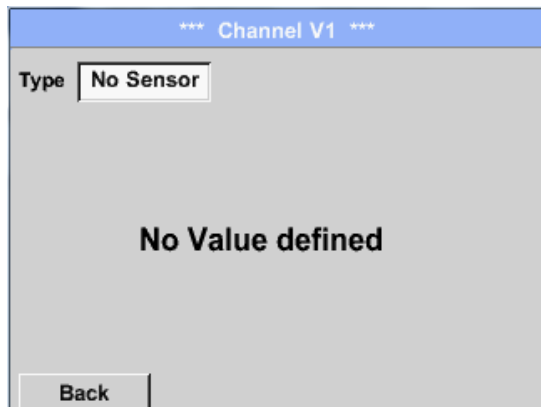 *** Channel V1 ***
Type No Sensor
No Value defined
Back